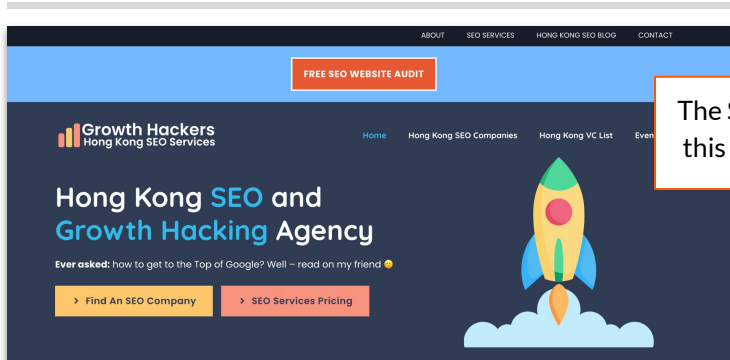 ABOUT SEO SERVICES HONG KONG SEO BLOG CONTACT
FREE SEO WEBSITE AUDIT
The
this
Growth Hackers
Hong Kong SEO Services
Home Hong Kong SEO Companies Hong Kong VC List
Hong Kong SEO and
Growth Hacking Agency
Ever asked: how to get to the Top of Google? Well – read on my friend
> Find An SEO Company > SEO Services Pricing